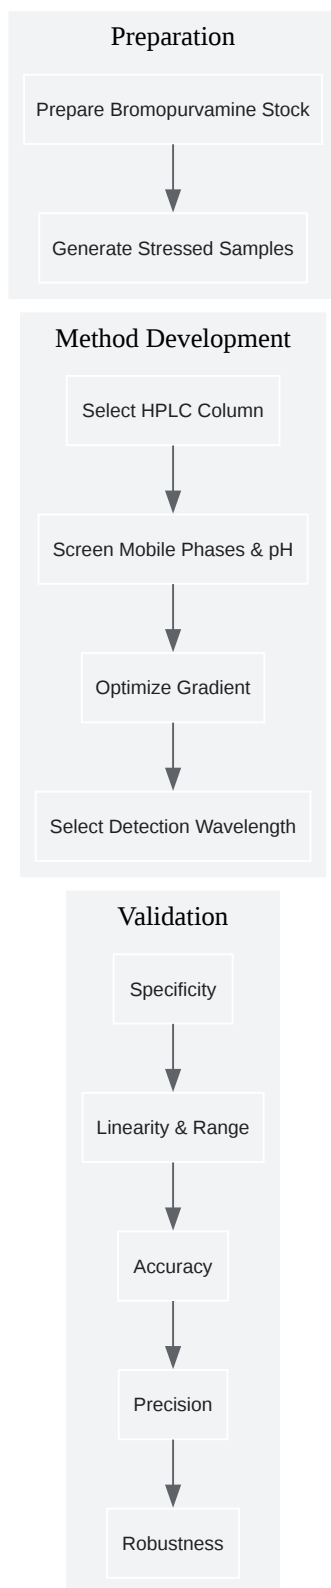 Preparation
Prepare Bromopurvamine Stock
Generate Stressed Samples
Method Development
Select HPLC Column
Screen Mobile Phases & pH
Optimize Gradient
Select Detection Wavelength
Validation
Specificity
Linearity & Range
Accuracy
Precision
Robustness